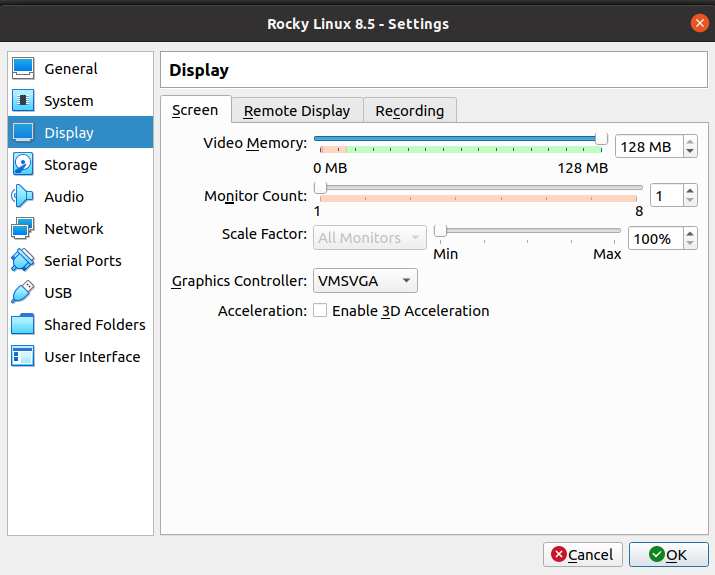 Rocky Linux 8.5 - Settings
General
System
Display
Storage
Audio
Network
Serial Ports
USB
Shared Folders
User Interface
Display
Screen Remote Display Recording
Video Memory: 128 MB
0 MB 128 MB
Monitor Count: 1
1 8
Scale Factor: All Monitors 100%
Min Max
Graphics Controller: VMSVGA
Acceleration: Enable 3D Acceleration
Cancel OK